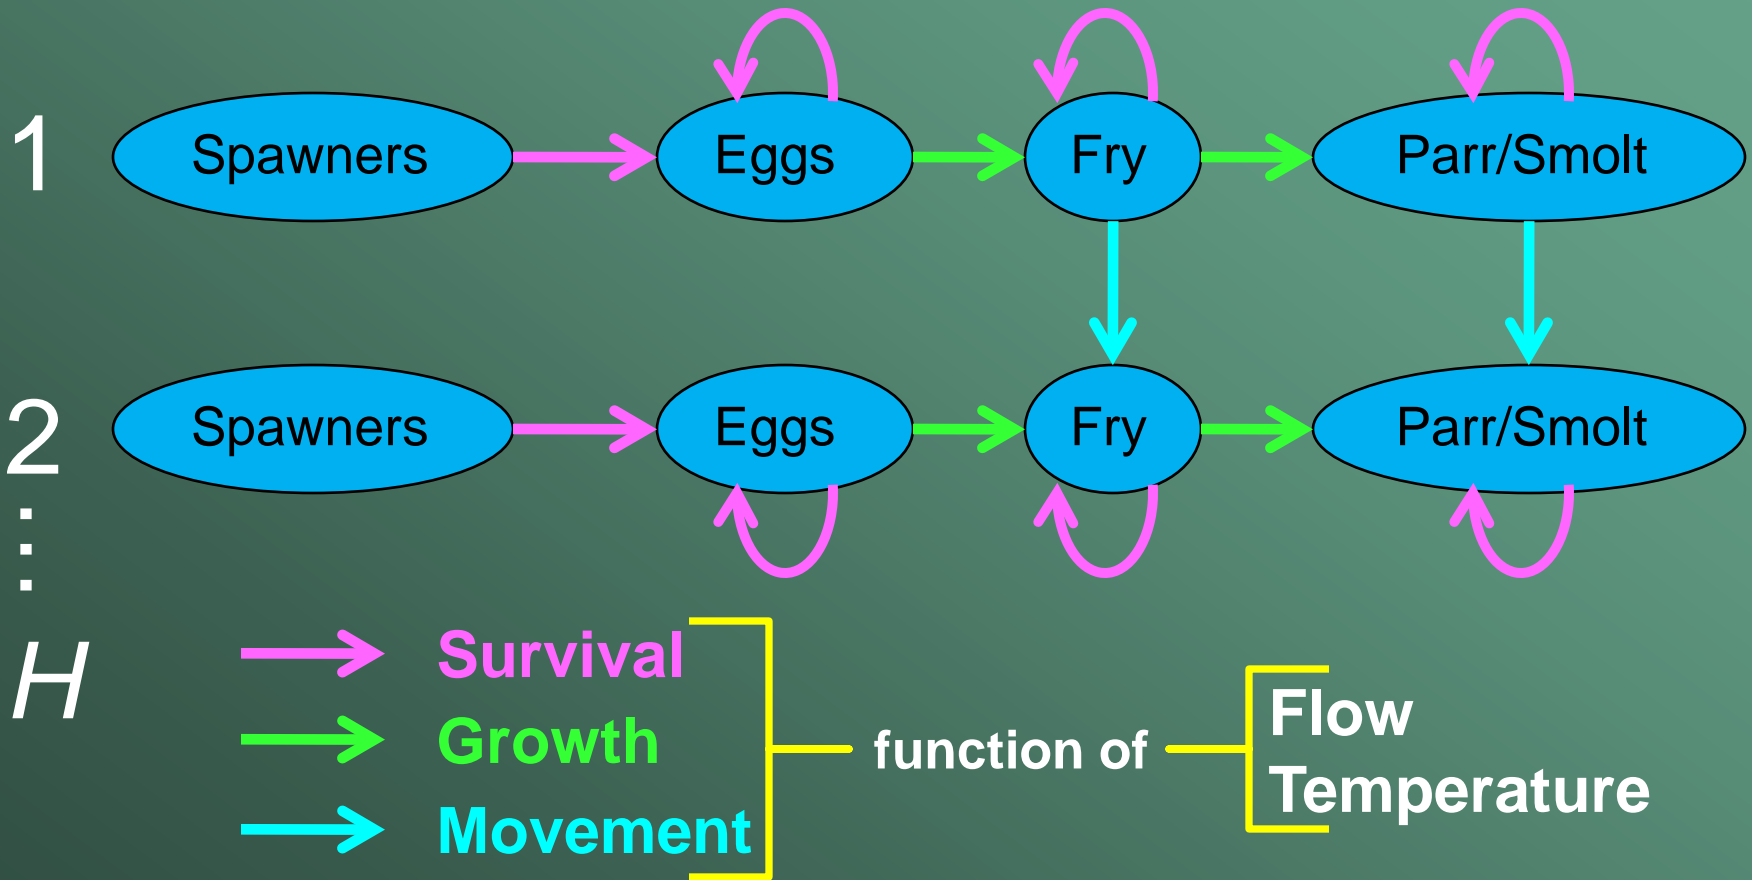 1 Spawners Eggs Fry Parr/Smolt
2 Spawners Eggs Fry Parr/Smolt
⋮
H
Survival
Growth
Movement
function of
Flow
Temperature